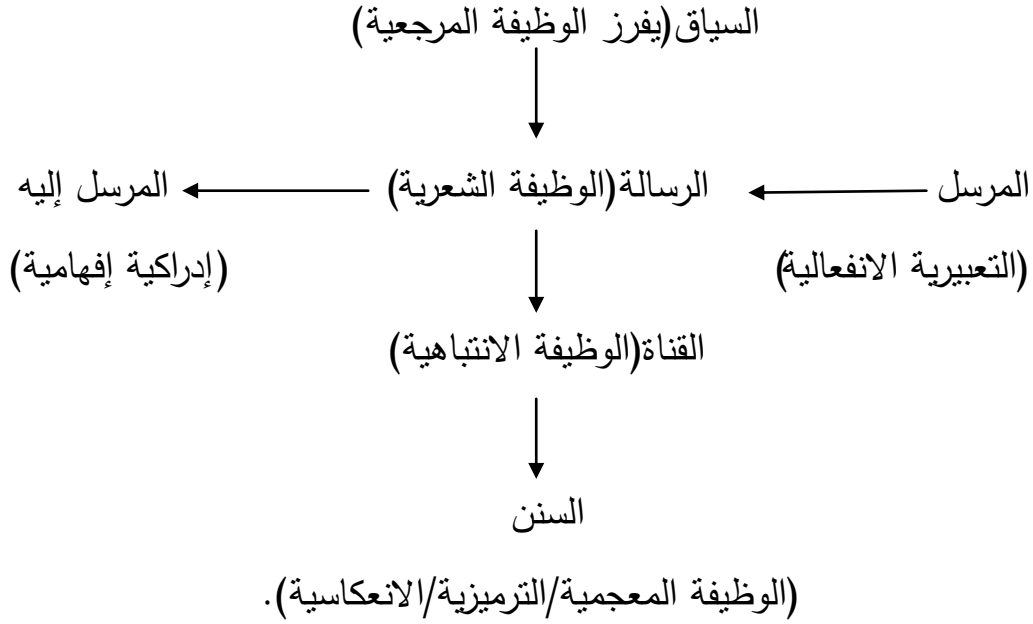 السياق(يفرز الوظيفة المرجعية)
المرسل الرسالة(الوظيفة الشعرية) المرسل إليه
(التعبيرية الانفعالية) (إدراكية إفهامية)
القناة(الوظيفة الانتباهية)
السنن
(الوظيفة المعجمية/الترميزية/الانعكاسية).